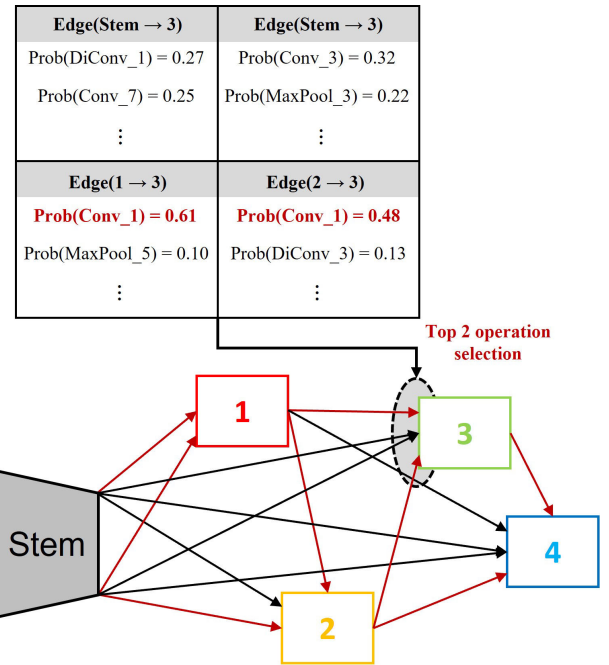 Edge(Stem → 3)
Prob(DiConv_1) = 0.27
Prob(Conv_7) = 0.25
⋮
Edge(Stem → 3)
Prob(Conv_3) = 0.32
Prob(MaxPool_3) = 0.22
⋮
Edge(1 → 3)
Prob(Conv_1) = 0.61
Prob(MaxPool_5) = 0.10
⋮
Edge(2 → 3)
Prob(Conv_1) = 0.48
Prob(DiConv_3) = 0.13
⋮
Top 2 operation
selection
1
3
Stem
4
2